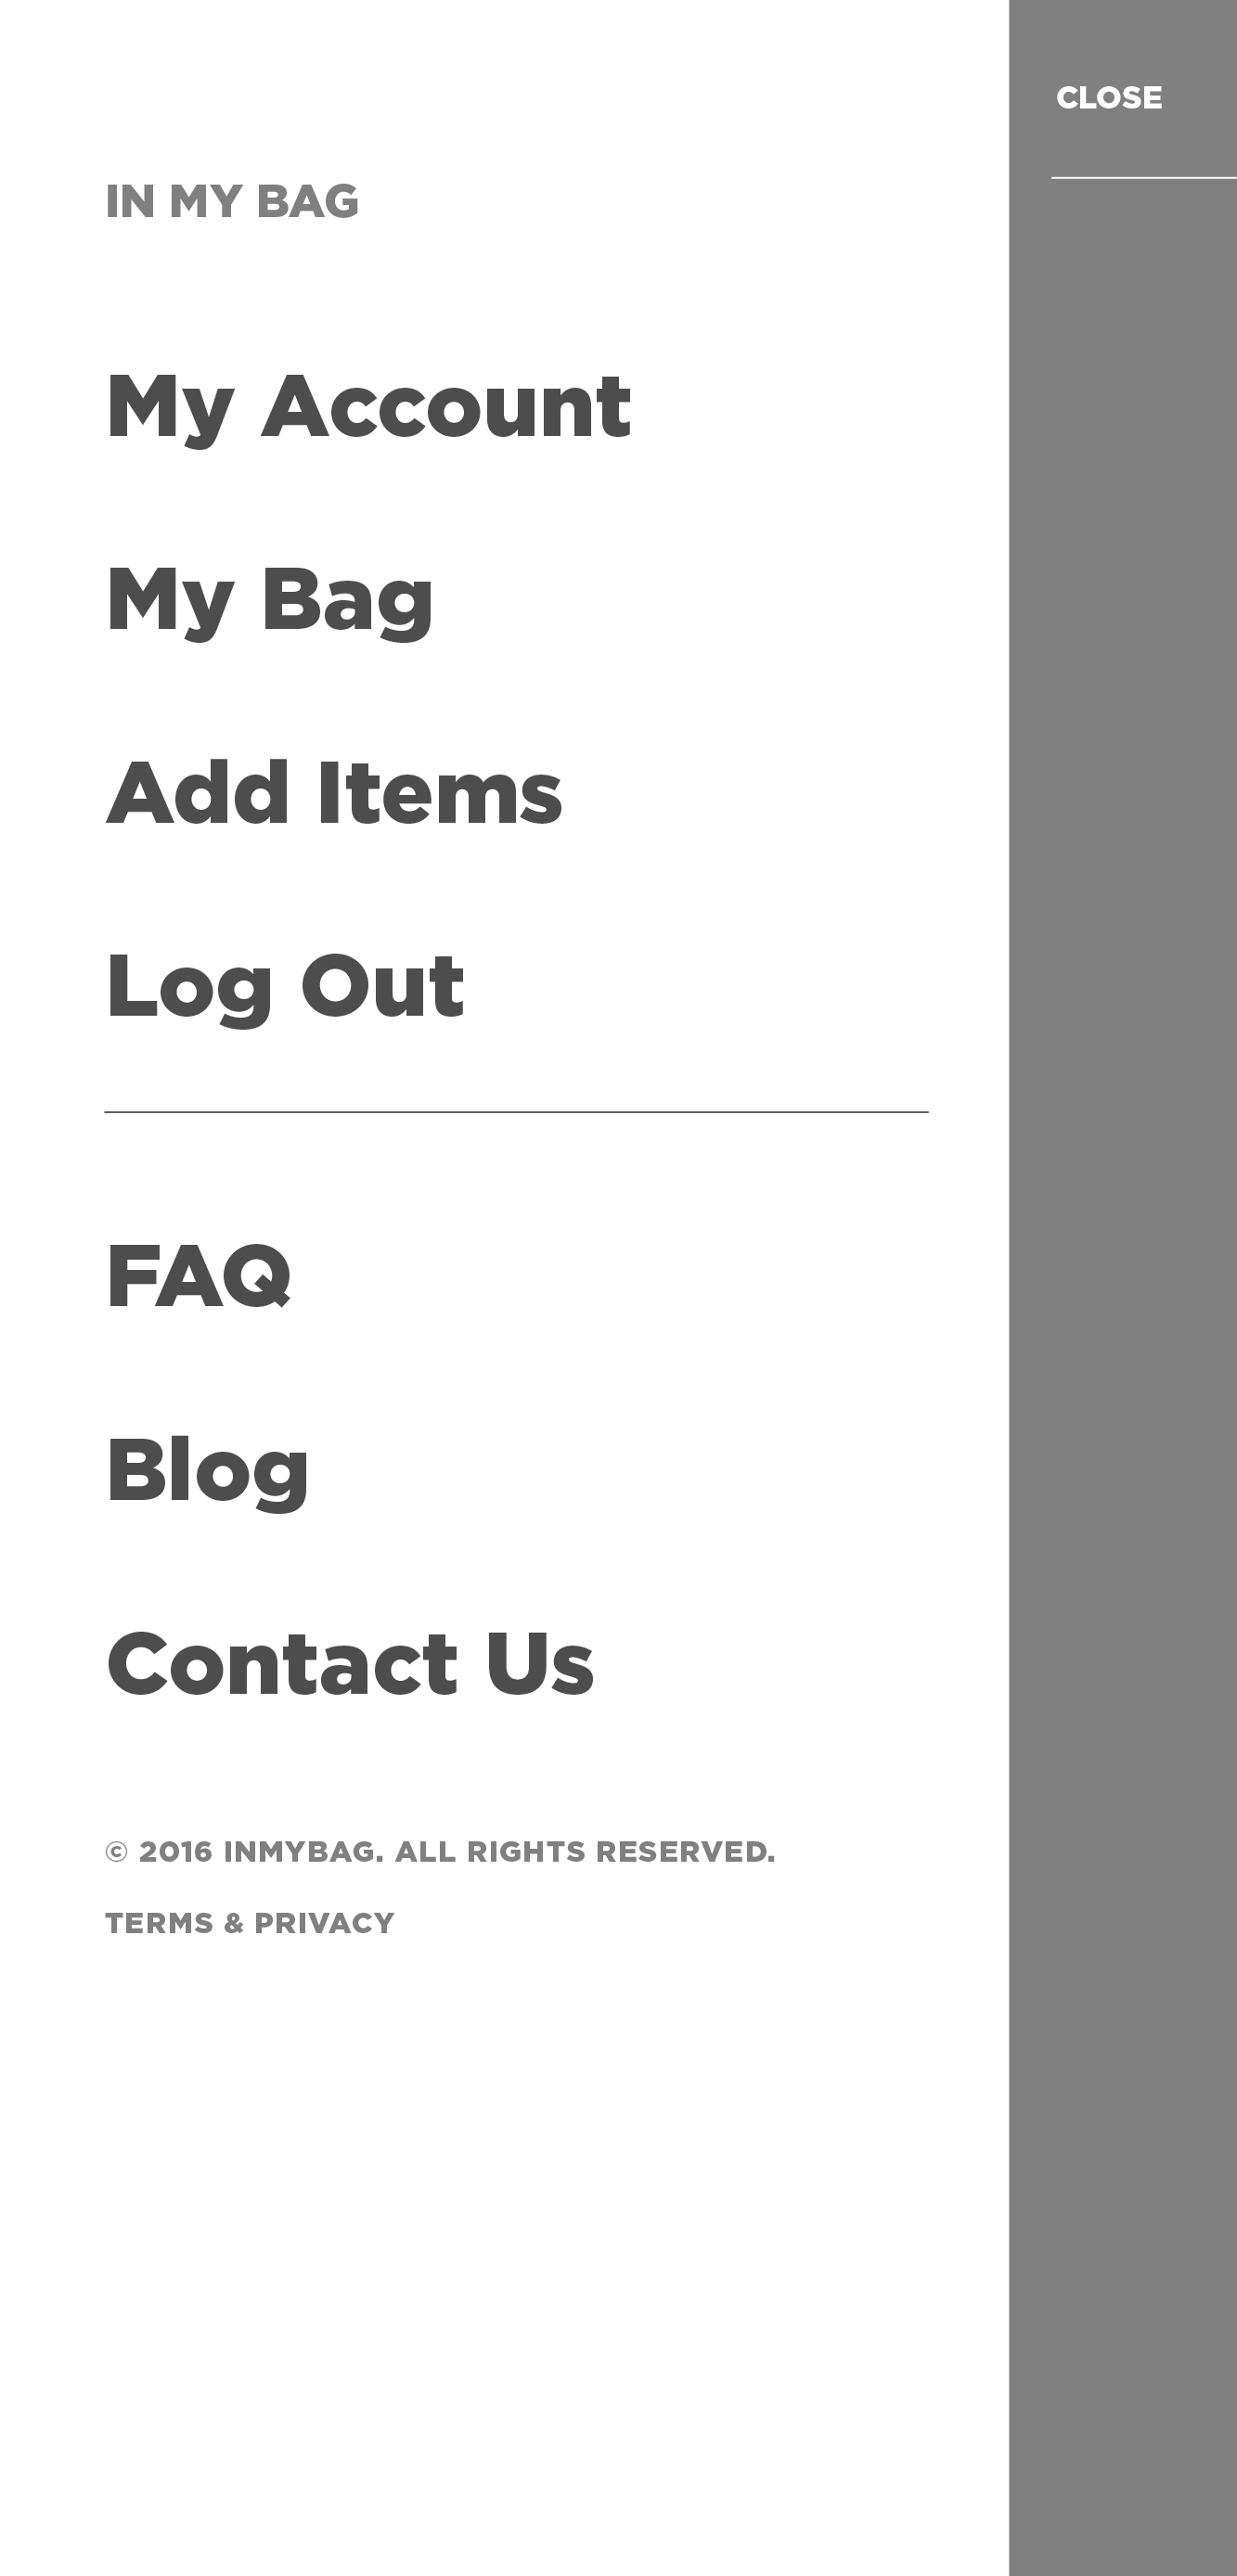 CLOSE
IN MY BAG
My Account
My Bag
Add Items
Log Out
FAQ
Blog
Contact Us
© 2016 INMYBAG. ALL RIGHTS RESERVED.
TERMS & PRIVACY